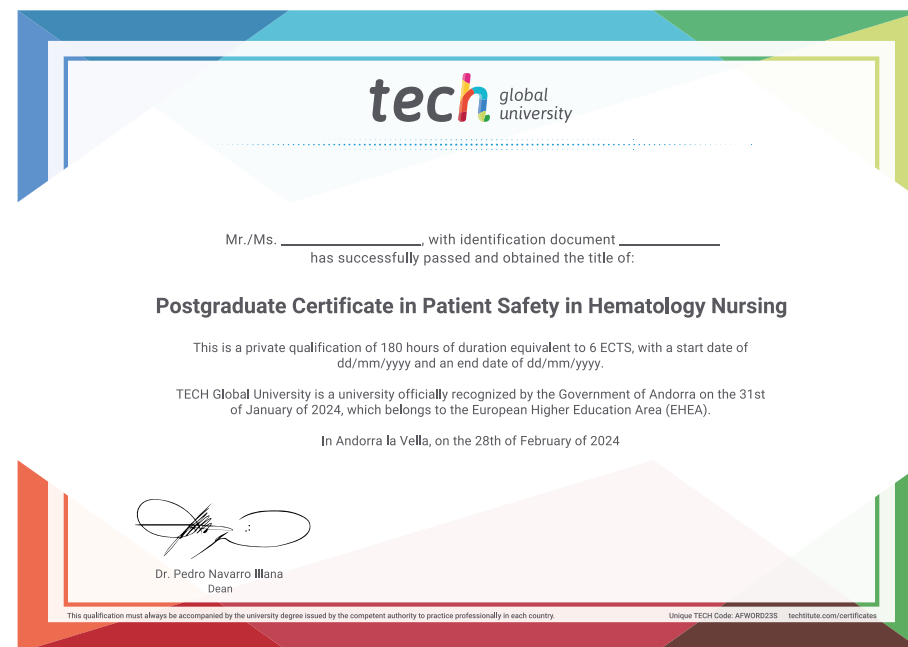 tech global
university
Mr./Ms. ____________, with identification document ____________
has successfully passed and obtained the title of:
Postgraduate Certificate in Patient Safety in Hematology Nursing
This is a private qualification of 180 hours of duration equivalent to 6 ECTS, with a start date of
dd/mm/yyyy and an end date of dd/mm/yyyy.
TECH Global University is a university officially recognized by the Government of Andorra on the 31st
of January of 2024, which belongs to the European Higher Education Area (EHEA).
In Andorra la Vella, on the 28th of February of 2024
Dr. Pedro Navarro Illana
Dean
This qualification must always be accompanied by the university degree issued by the competent authority to practice professionally in each country. Unique TECH Code: AFWORD23S techtitute.com/certificates